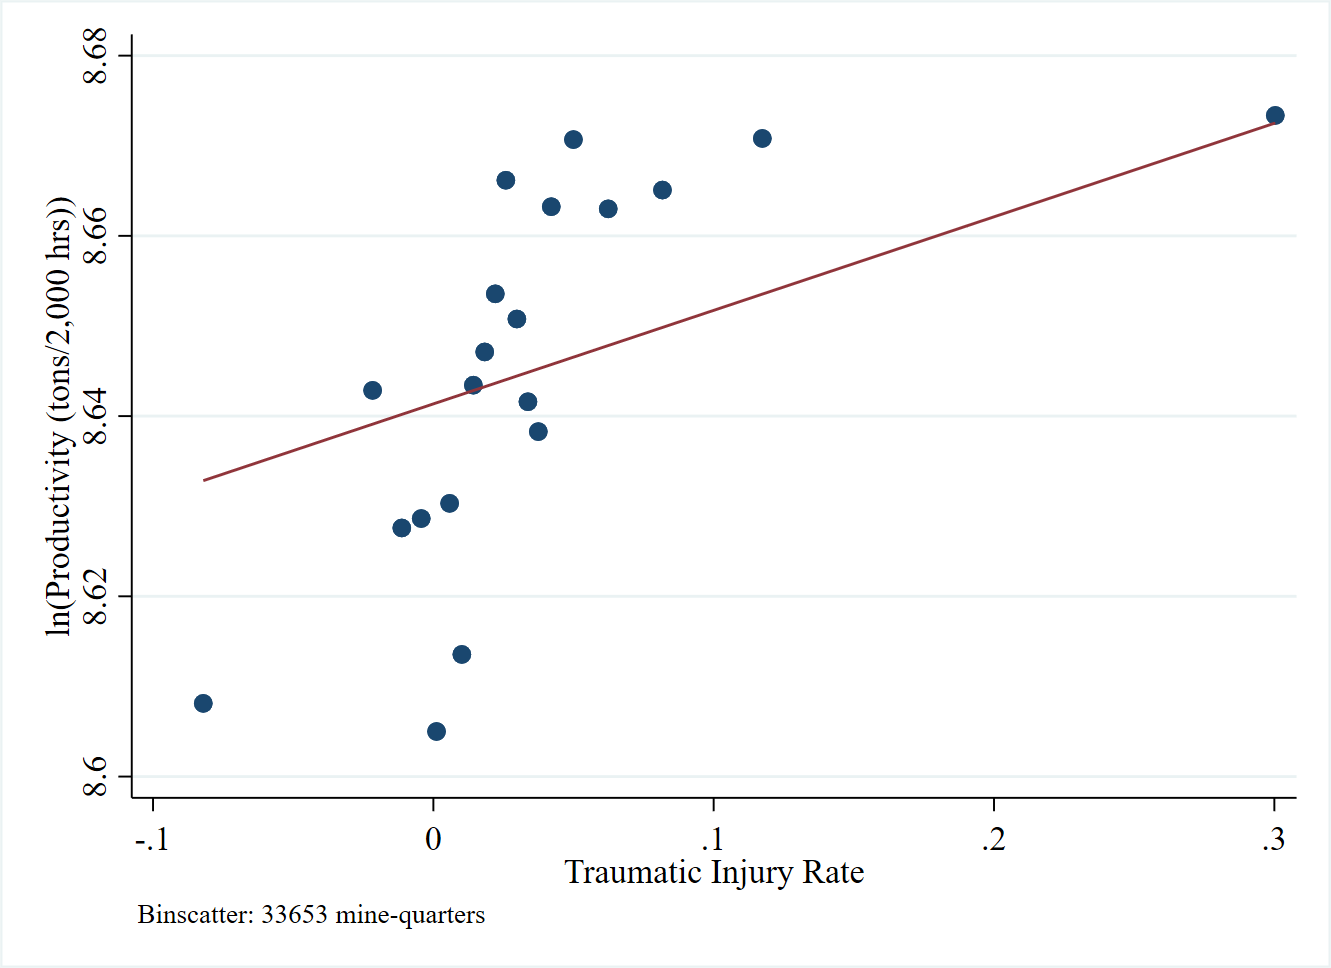 ln(Productivity (tons/2,000 hrs))
8.68
8.66
8.64
8.62
8.6
-.1 0 .1 .2 .3
Traumatic Injury Rate
Binscatter: 33653 mine-quarters